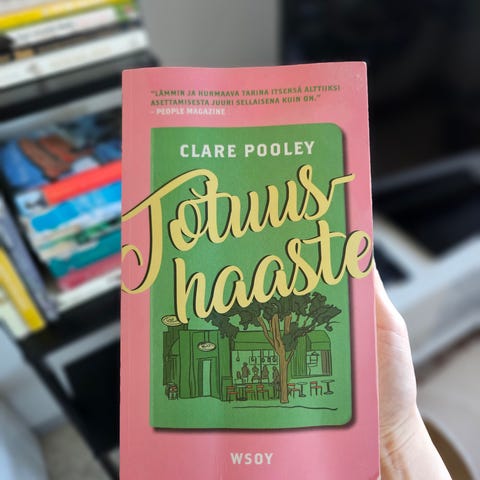 "LÄMMIN JA HURMAAVA TARINA ITSENSÄ ALTTIIKSI
ASETTAMISESTA JUURI SELLAISENA KUIN ON."
– PEOPLE MAGAZINE
CLARE POOLEY
Totuus-
haaste
WSOY